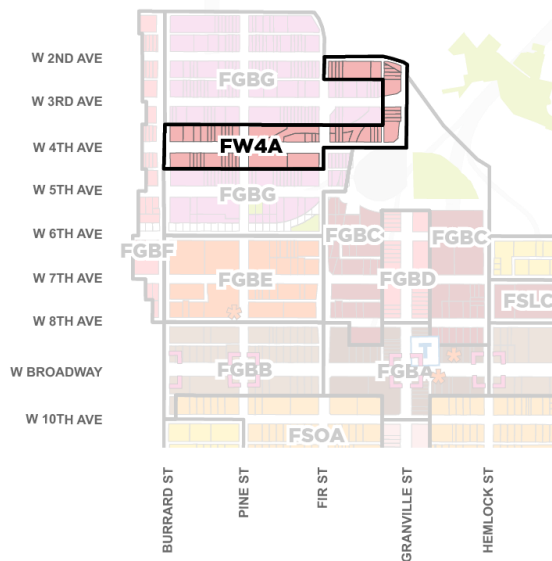 W 2ND AVE
FGBG
W 3RD AVE
W 4TH AVE
FW4A
W 5TH AVE
FGBG
W 6TH AVE
FGBF
FGBC
FGBC
FGBE
FGBD
W 7TH AVE
FSLC
W 8TH AVE
T
W BROADWAY
FGBB
FGBA
W 10TH AVE
FSOA
BURRARD ST
PINE ST
FIR ST
GRANVILLE ST
HEMLOCK ST